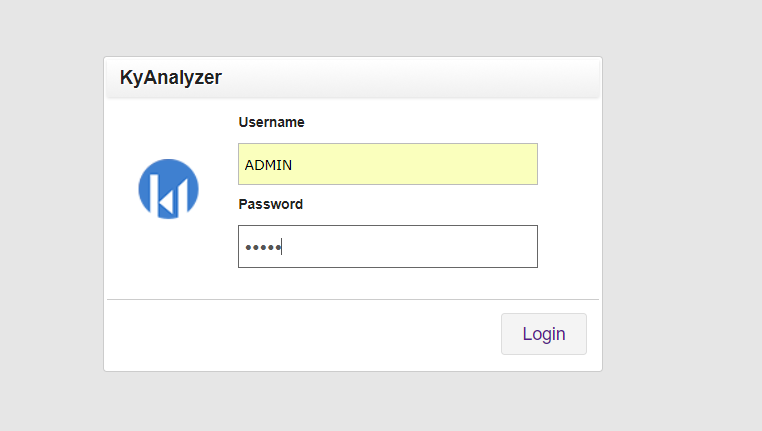 KyAnalyzer
Username
ADMIN
Password
•••••
Login